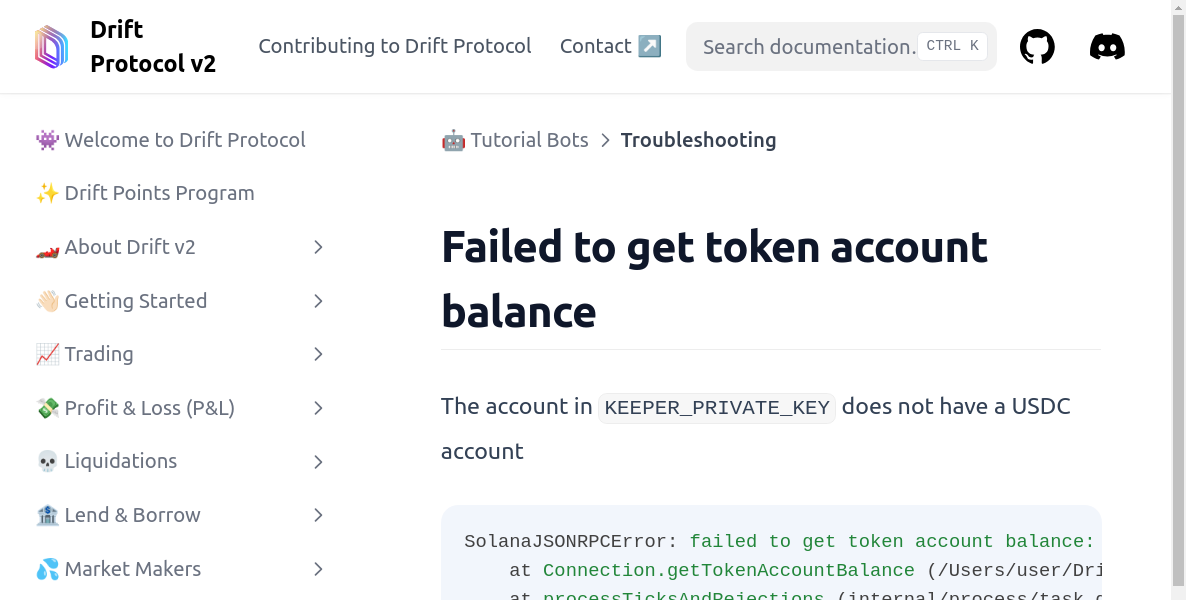 Drift
Protocol v2
Contributing to Drift Protocol
Contact ↗️
Search documentation.
CTRL K
👾 Welcome to Drift Protocol
✨ Drift Points Program
🏎️ About Drift v2
👋🏻 Getting Started
📈 Trading
💸 Profit & Loss (P&L)
💀 Liquidations
🏦 Lend & Borrow
💦 Market Makers
🤖 Tutorial Bots > Troubleshooting
Failed to get token account
balance
The account in KEEPER_PRIVATE_KEY does not have a USDC
account
SolanaJSONRPCError: failed to get token account balance:
at Connection.getTokenAccountBalance (/Users/user/Dri
at processTicksAndRejections (internal/process/task_q